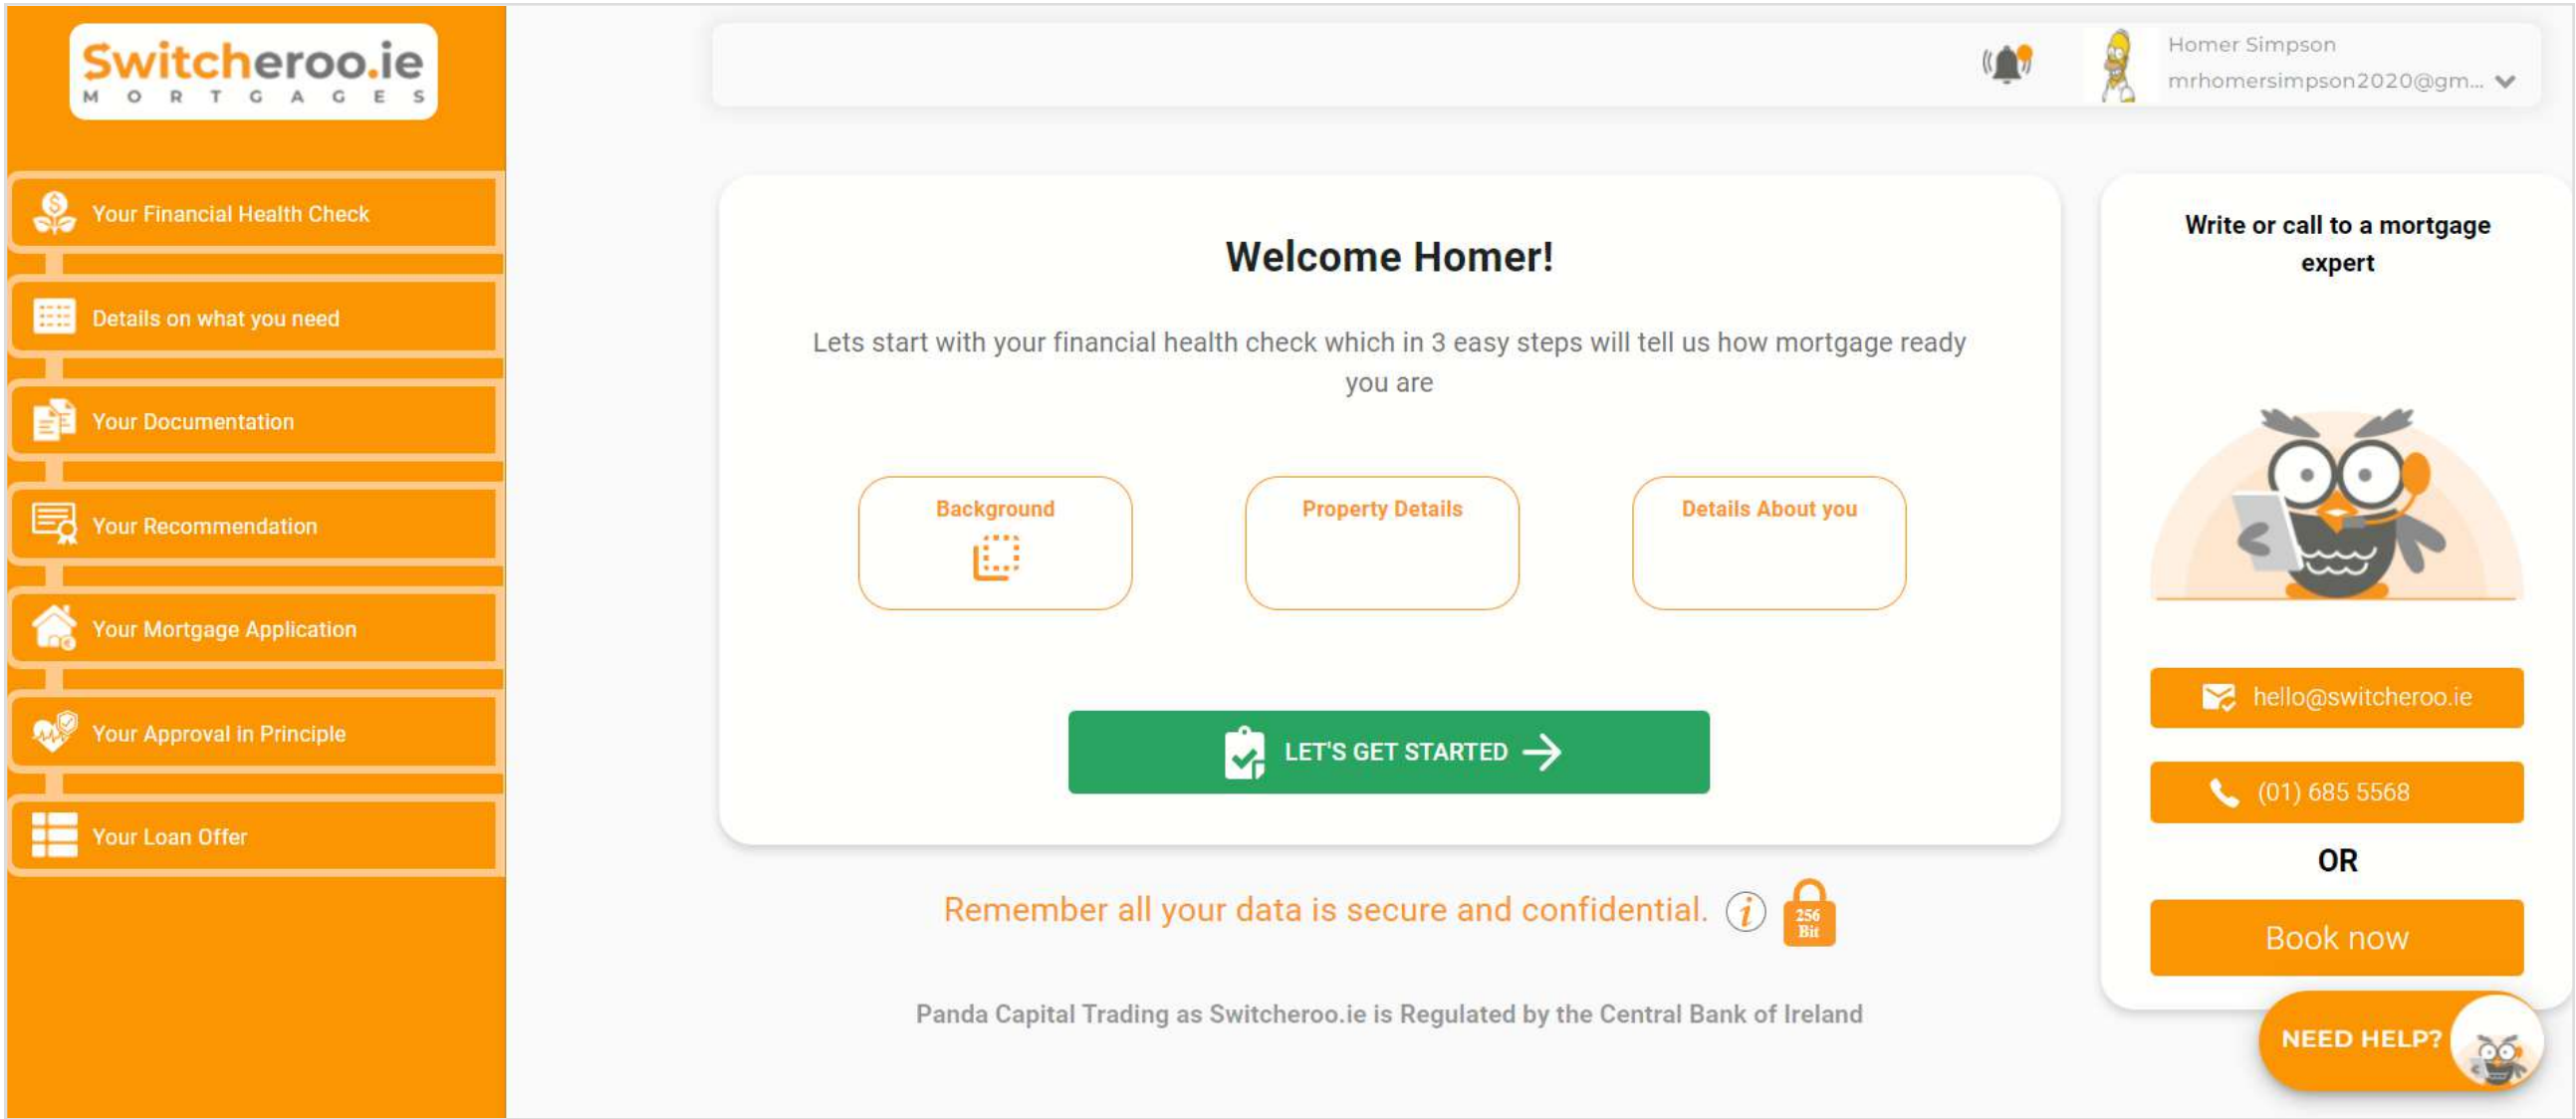 Switcheroo.ie
MORTGAGES
Homer Simpson
mrhomersimpson2020@gm...
Your Financial Health Check
Details on what you need
Your Documentation
Your Recommendation
Your Mortgage Application
Your Approval in Principle
Your Loan Offer
Welcome Homer!
Lets start with your financial health check which in 3 easy steps will tell us how mortgage ready
you are
Background
Property Details
Details About you
LET'S GET STARTED
Remember all your data is secure and confidential.
i
256
Bit
Panda Capital Trading as Switcheroo.ie is Regulated by the Central Bank of Ireland
Write or call to a mortgage
expert
hello@switcheroo.ie
(01) 685 5568
OR
Book now
NEED HELP?